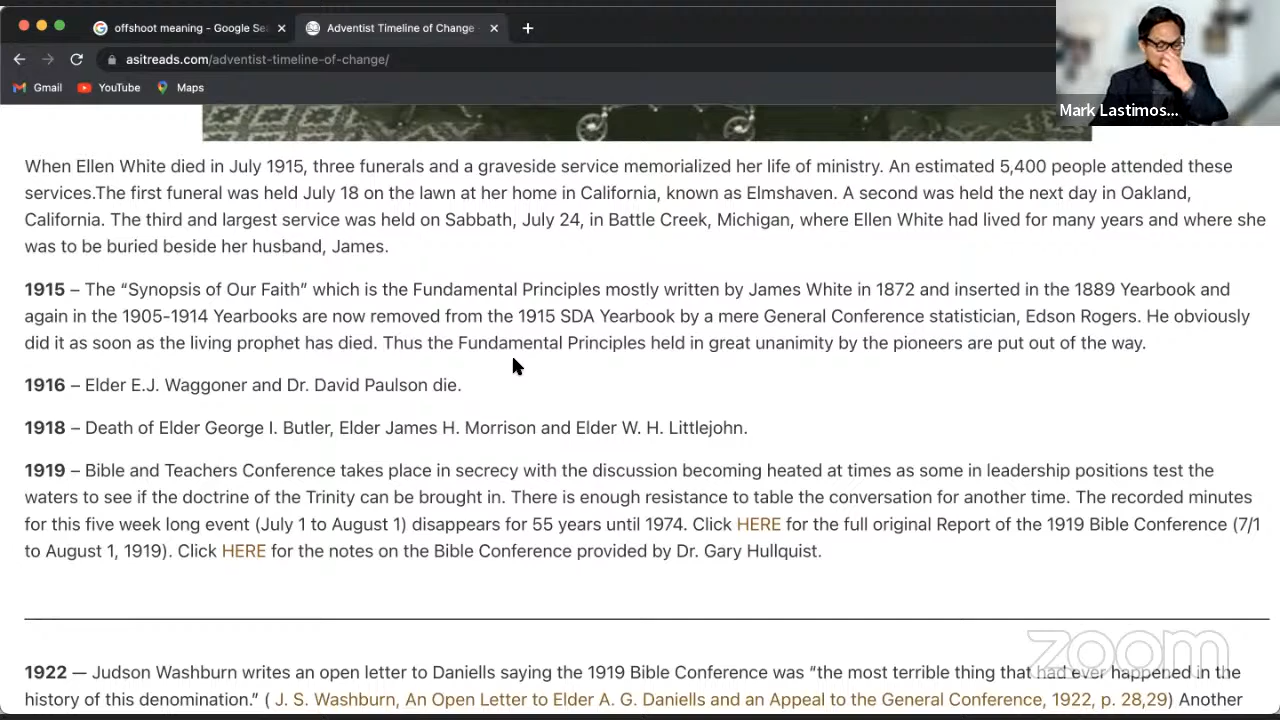 offshoot meaning - Google Se
Adventist Timeline of Change
asitreads.com/adventist-timeline-of-change/
Gmail
YouTube
Maps
Mark Lastimos...
When Ellen White died in July 1915, three funerals and a graveside service memorialized her life of ministry. An estimated 5,400 people attended these
services.The first funeral was held July 18 on the lawn at her home in California, known as Elmshaven. A second was held the next day in Oakland,
California. The third and largest service was held on Sabbath, July 24, in Battle Creek, Michigan, where Ellen White had lived for many years and where she
was to be buried beside her husband, James.
1915 – The “Synopsis of Our Faith” which is the Fundamental Principles mostly written by James White in 1872 and inserted in the 1889 Yearbook and
again in the 1905-1914 Yearbooks are now removed from the 1915 SDA Yearbook by a mere General Conference statistician, Edson Rogers. He obviously
did it as soon as the living prophet has died. Thus the Fundamental Principles held in great unanimity by the pioneers are put out of the way.
1916 – Elder E.J. Waggoner and Dr. David Paulson die.
1918 – Death of Elder George I. Butler, Elder James H. Morrison and Elder W. H. Littlejohn.
1919 – Bible and Teachers Conference takes place in secrecy with the discussion becoming heated at times as some in leadership positions test the
waters to see if the doctrine of the Trinity can be brought in. There is enough resistance to table the conversation for another time. The recorded minutes
for this five week long event (July 1 to August 1) disappears for 55 years until 1974. Click HERE for the full original Report of the 1919 Bible Conference (7/1
to August 1, 1919). Click HERE for the notes on the Bible Conference provided by Dr. Gary Hullquist.
zoom
1922 — Judson Washburn writes an open letter to Daniells saying the 1919 Bible Conference was “the most terrible thing that had ever happened in the
history of this denomination.” ( J. S. Washburn, An Open Letter to Elder A. G. Daniells and an Appeal to the General Conference, 1922, p. 28,29) Another